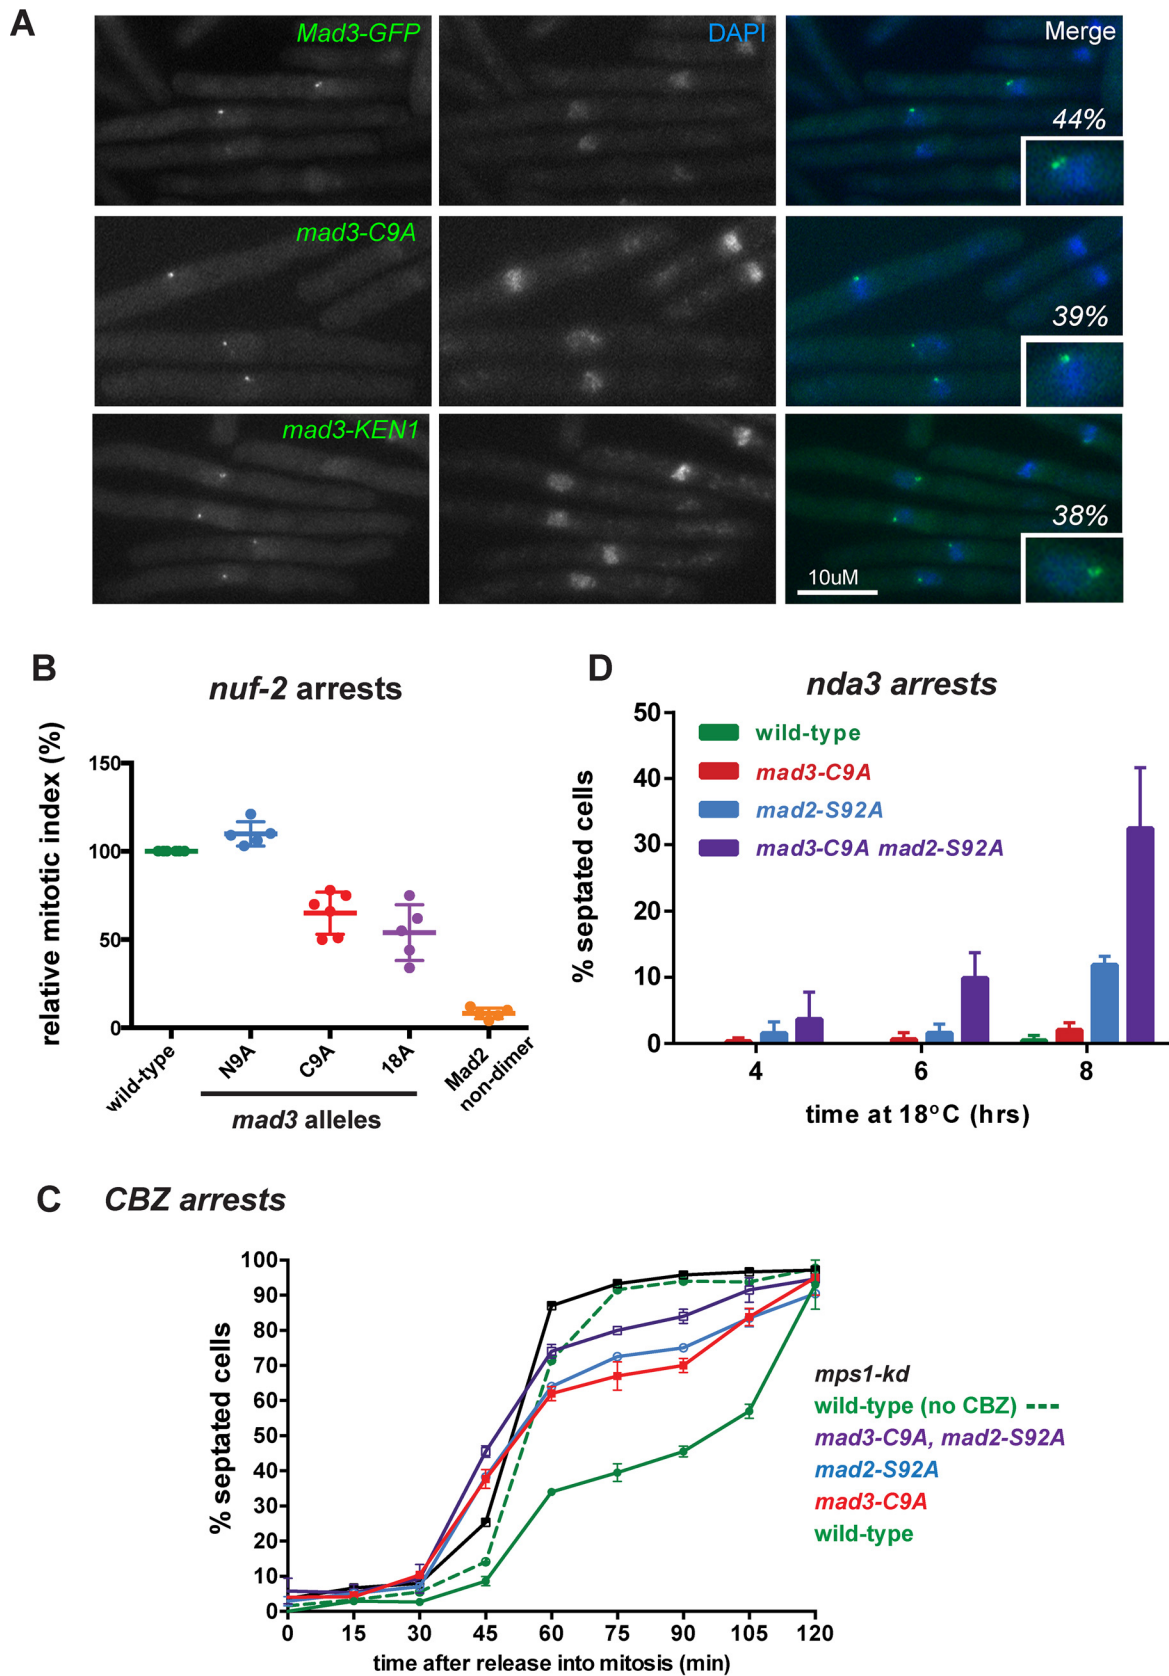 A
Mad3-GFP
DAPI
Merge
44%
mad3-C9A
39%
mad3-KEN1
38%
10uM
B
nuf-2 arrests
relative mitotic index (%)
150
100
50
0
wild-type
N9A
C9A
18A
Mad2
non-dimer
mad3 alleles
D
nda3 arrests
% septated cells
50
40
30
20
10
0
wild-type
mad3-C9A
mad2-S92A
mad3-C9A mad2-S92A
4 6 8
time at 18°C (hrs)
C
CBZ arrests
% septated cells
100
90
80
70
60
50
40
30
20
10
0
0 15 30 45 60 75 90 105 120
time after release into mitosis (min)
mps1-kd
wild-type (no CBZ)
mad3-C9A, mad2-S92A
mad2-S92A
mad3-C9A
wild-type